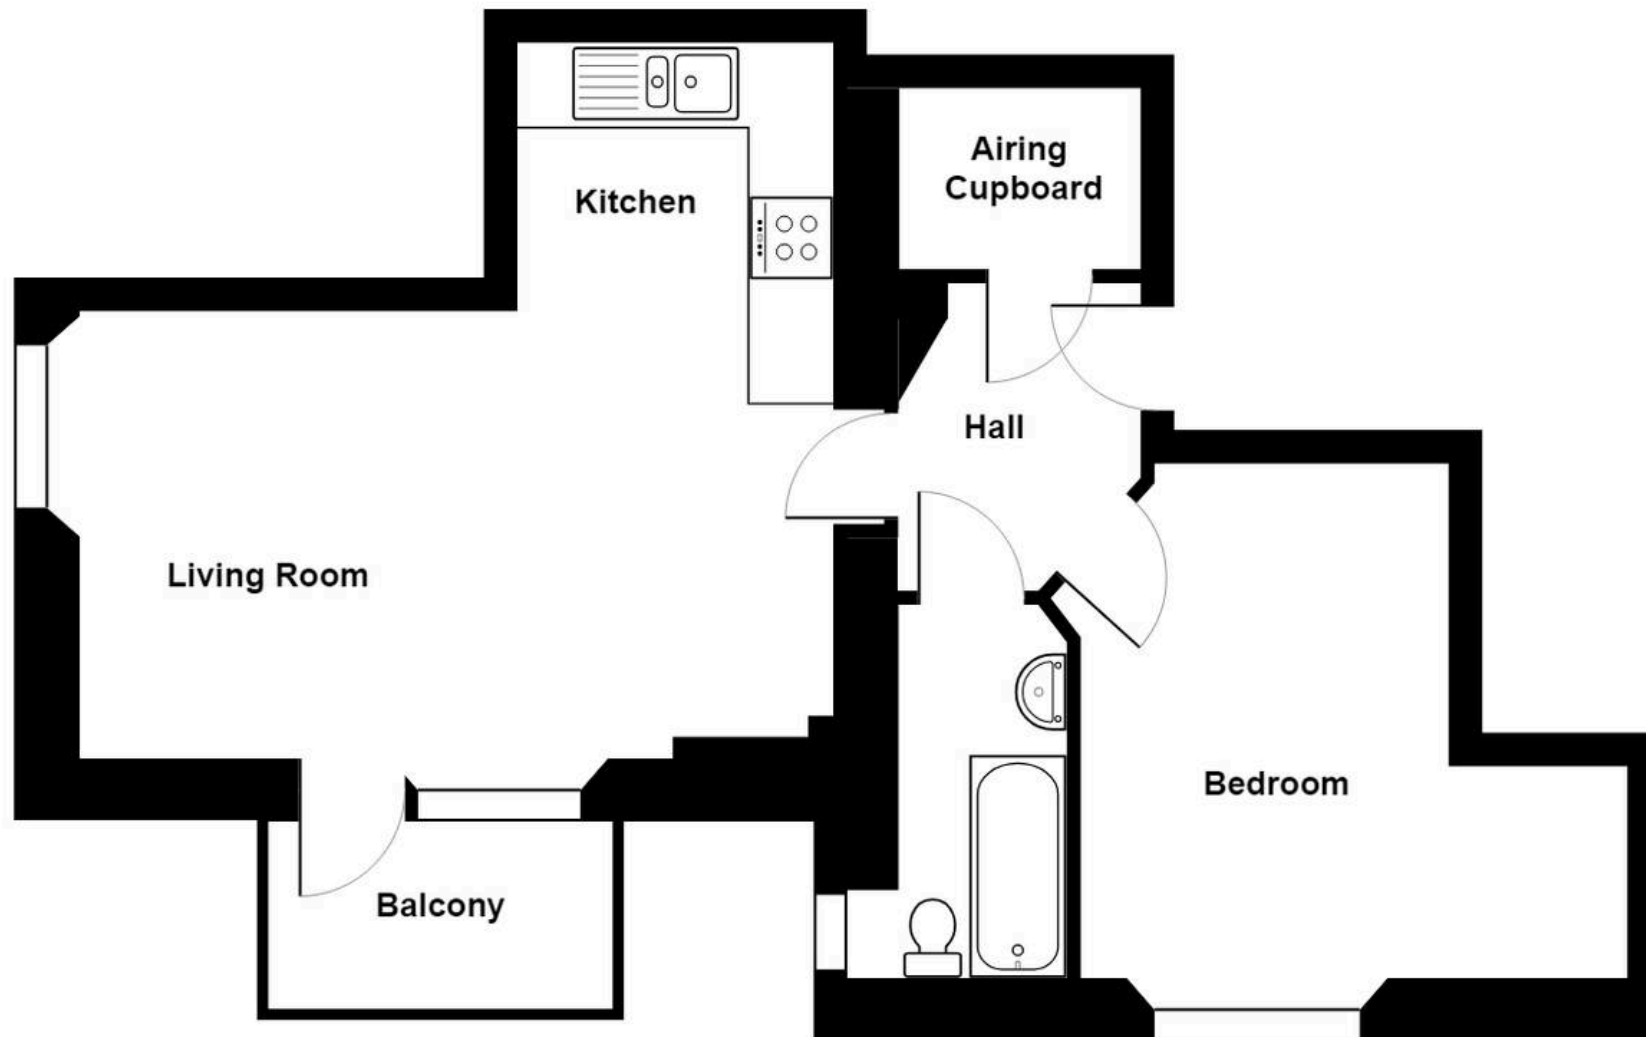 Airing
Cupboard
Kitchen
Hall
Living Room
Bedroom
Balcony